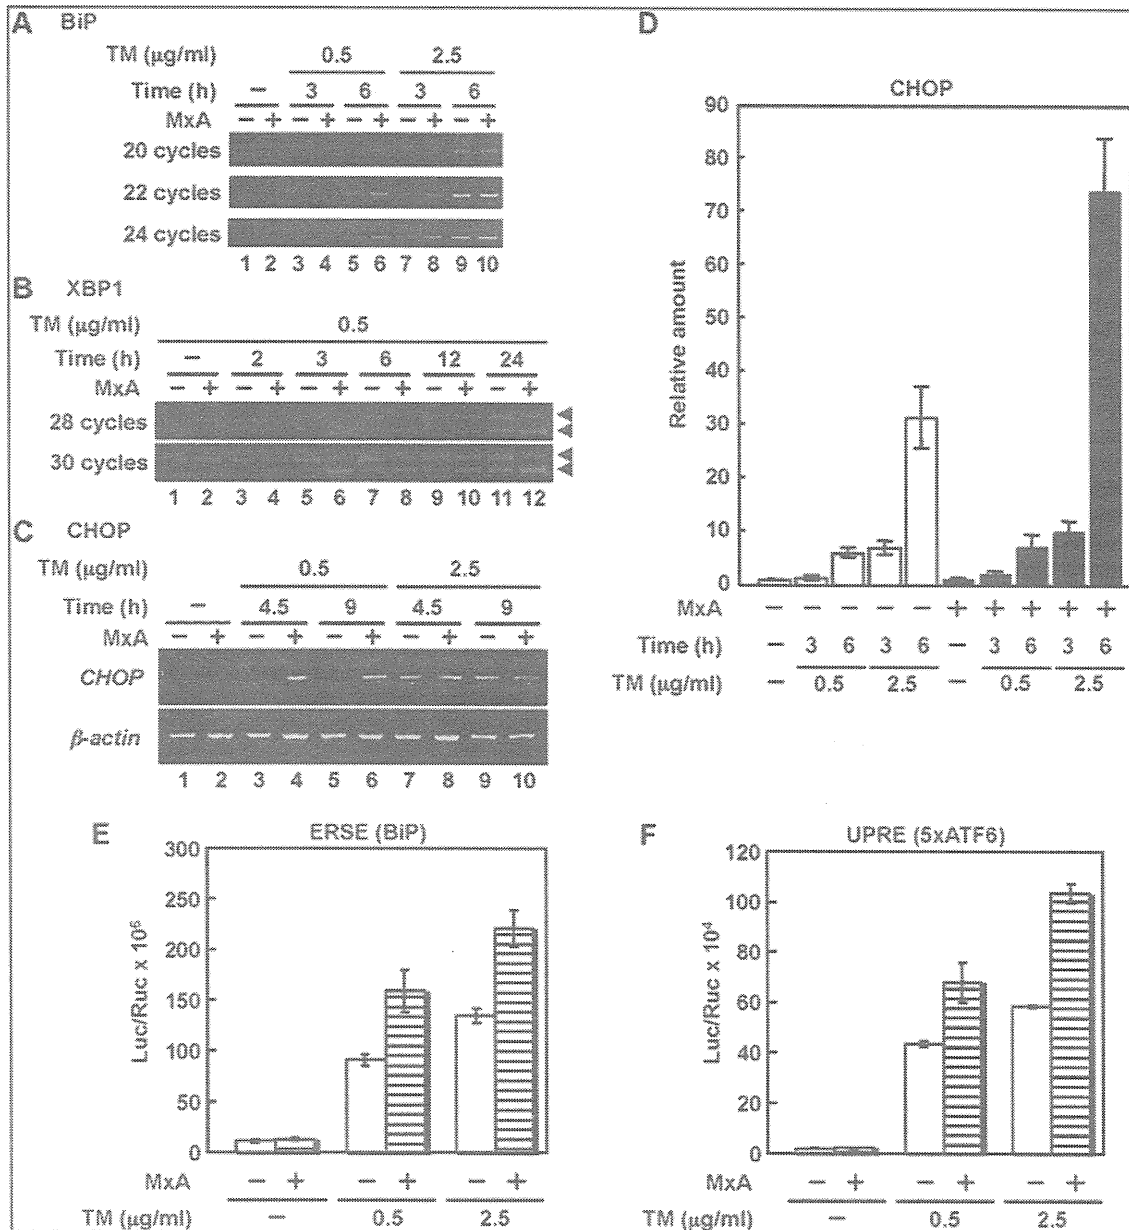 A BiP
TM (µg/ml) 0.5 2.5
Time (h) − 3 6 3 6
MxA − + − + − + − + − +
20 cycles
22 cycles
24 cycles
1 2 3 4 5 6 7 8 9 10
B XBP1
TM (µg/ml) 0.5
Time (h) − 2 3 6 12 24
MxA − + − + − + − + − + − +
28 cycles
30 cycles
1 2 3 4 5 6 7 8 9 10 11 12
C CHOP
TM (µg/ml) 0.5 2.5
Time (h) − 4.5 9 4.5 9
MxA − + − + − + − + − +
CHOP
β-actin
1 2 3 4 5 6 7 8 9 10
D
CHOP
Relative amount
90
80
70
60
50
40
30
20
10
0
MxA − − − − − + + + + +
Time (h) − 3 6 3 6 − 3 6 3 6
TM (µg/ml) − 0.5 2.5 − 0.5 2.5
E ERSE (BiP)
Luc/Ruc x 10⁵
300
250
200
150
100
50
0
MxA − + − + − +
TM (µg/ml) − 0.5 2.5
F UPRE (5xATF6)
Luc/Ruc x 10⁴
120
100
80
60
40
20
0
MxA − + − + − +
TM (µg/ml) − 0.5 2.5